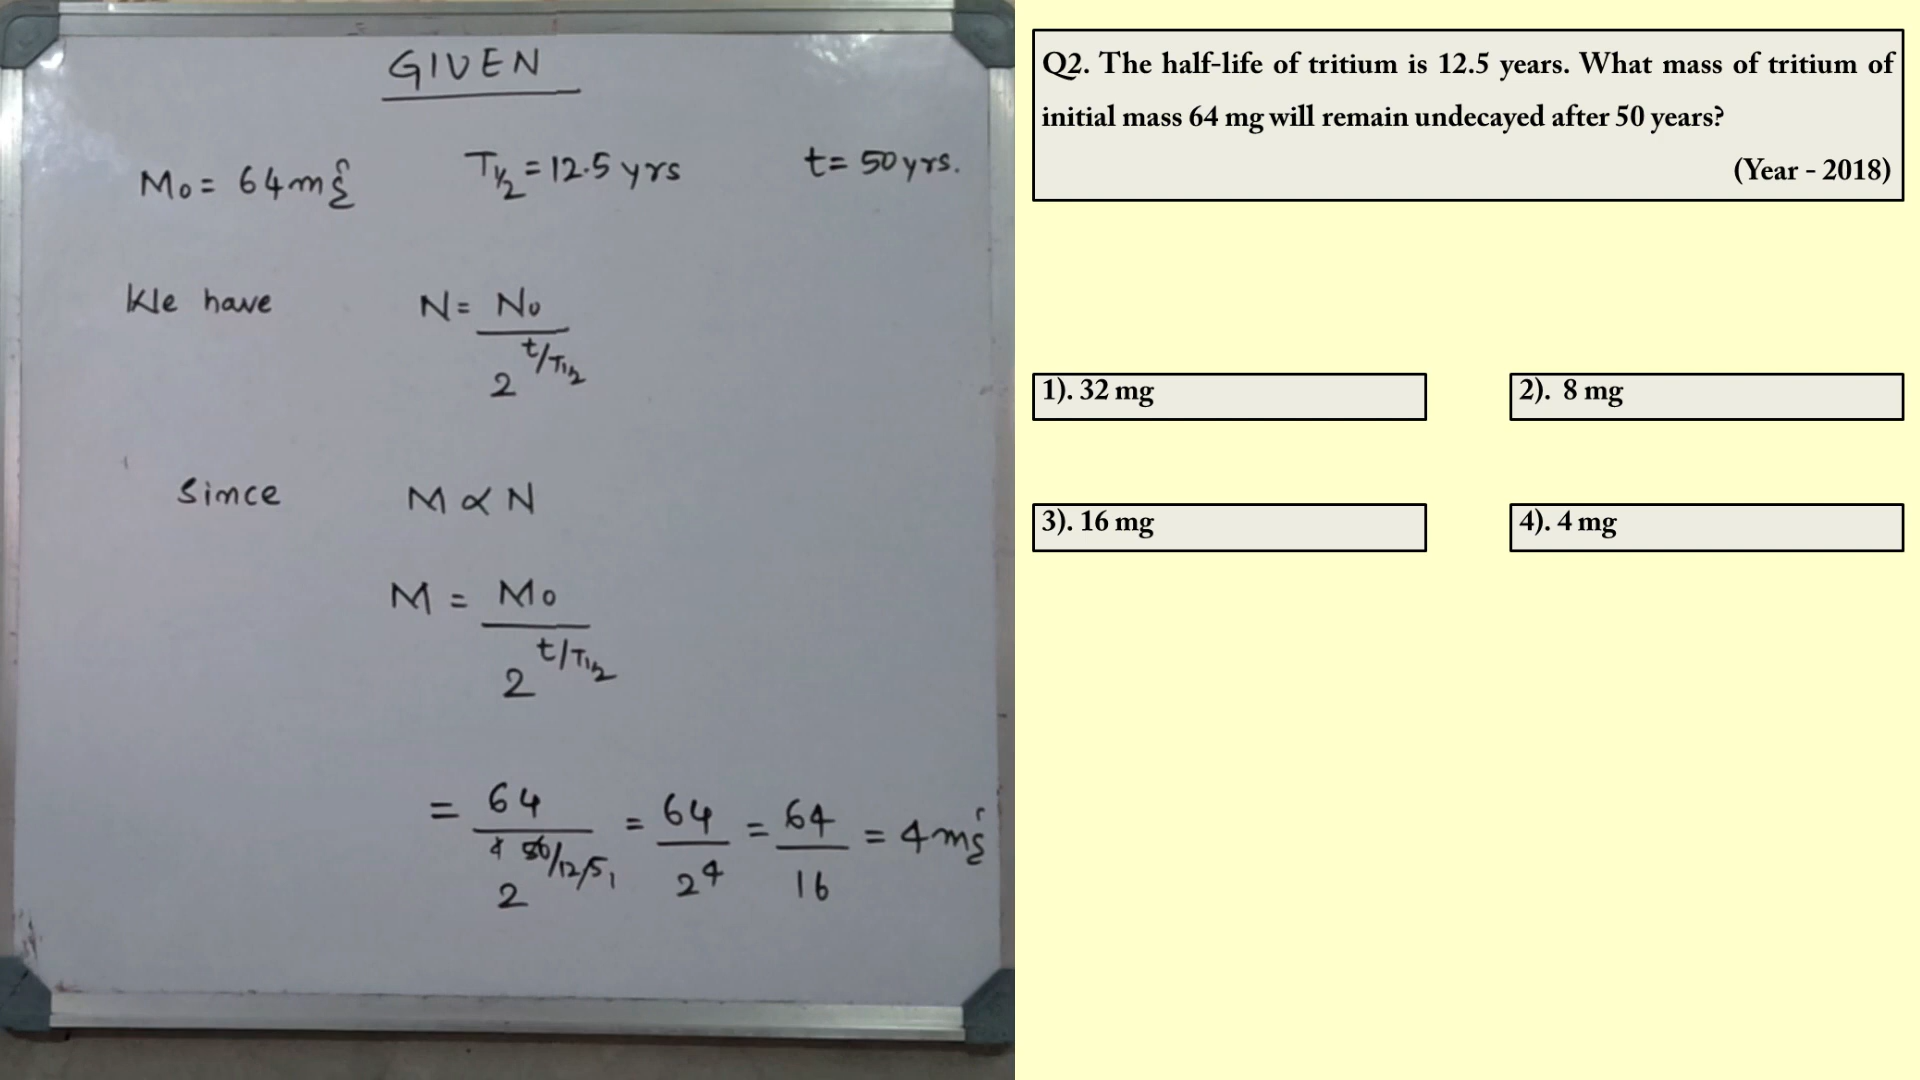 GIVEN
M₀ = 64mg T½ = 12.5 yrs t = 50 yrs.
We have N = N₀ / 2^(t/T½)
Since M ∝ N
M = M₀ / 2^(t/T½)
= 64 / 2^(50/12.5) = 64 / 2⁴ = 64 / 16 = 4 mg
Q2. The half-life of tritium is 12.5 years. What mass of tritium of
initial mass 64 mg will remain undecayed after 50 years?
(Year - 2018)
1). 32 mg
2). 8 mg
3). 16 mg
4). 4 mg